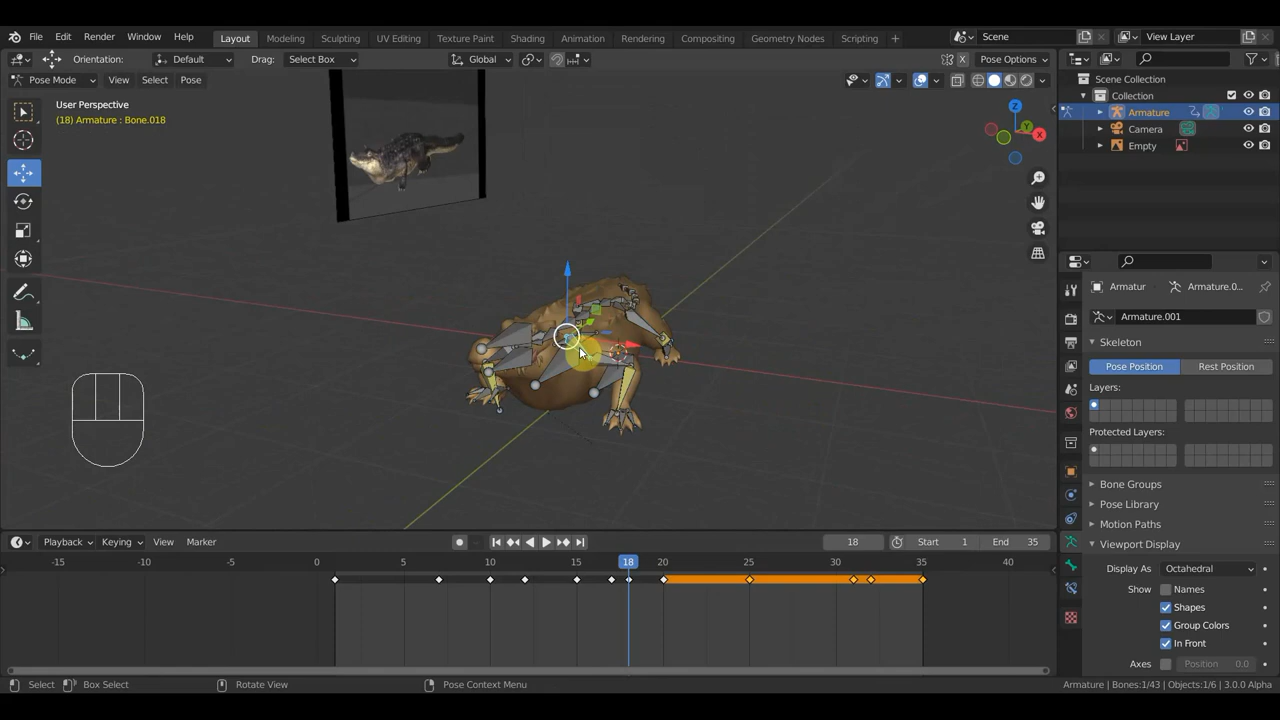 File Edit Render Window Help Layout Modeling Sculpting UV Editing Texture Paint Shading Animation Rendering Compositing Geometry Nodes Scripting + Scene View Layer
Orientation: Default Drag: Select Box Global X Pose Options
Pose Mode View Select Pose
User Perspective
(18) Armature : Bone.018
Z
Y
X
Scene Collection
Collection
Armature
Camera
Empty
Armatur Armature.0...
Armature.001
Skeleton
Pose Position Rest Position
Layers:
Protected Layers:
Bone Groups
Pose Library
Motion Paths
Viewport Display
Display As Octahedral
Show Names
Shapes
Group Colors
In Front
Axes Position 0.0
Playback Keying View Marker 18 Start 1 End 35
-15 -10 -5 0 5 10 15 18 20 25 30 35 40
Select Box Select Rotate View Pose Context Menu Armature | Bones:1/43 | Objects:1/6 | 3.0.0 Alpha